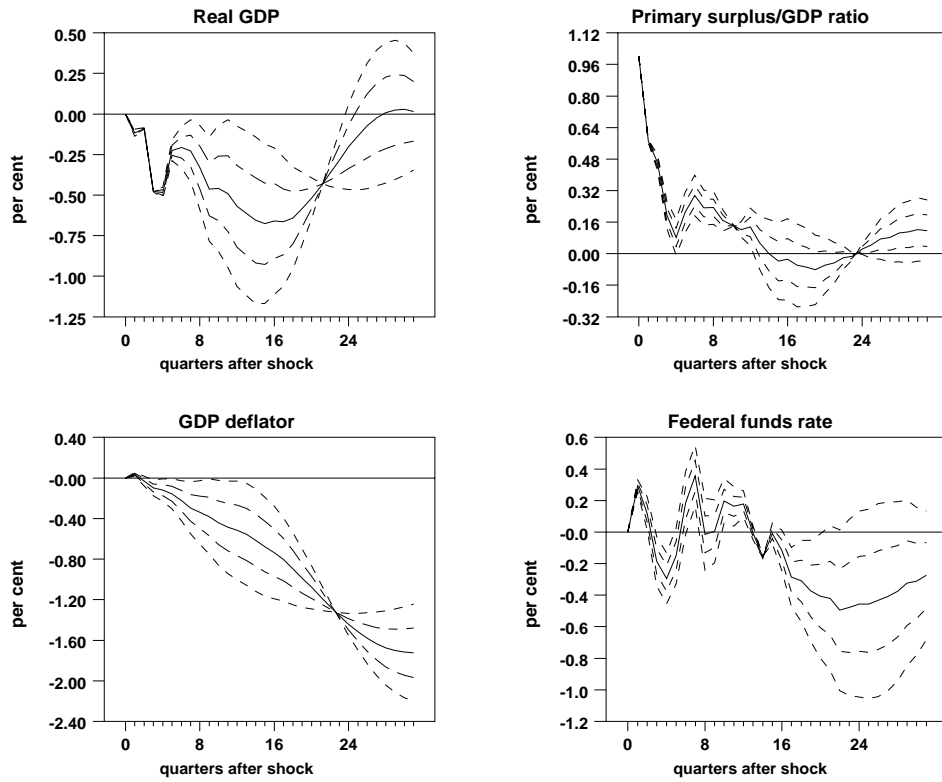 Real GDP
0.50
0.25
0.00
-0.25
-0.50
-0.75
-1.00
-1.25
per cent
0 8 16 24
quarters after shock
Primary surplus/GDP ratio
1.12
0.96
0.80
0.64
0.48
0.32
0.16
0.00
-0.16
-0.32
per cent
0 8 16 24
quarters after shock
GDP deflator
0.40
-0.00
-0.40
-0.80
-1.20
-1.60
-2.00
-2.40
per cent
0 8 16 24
quarters after shock
Federal funds rate
0.6
0.4
0.2
-0.0
-0.2
-0.4
-0.6
-0.8
-1.0
-1.2
per cent
0 8 16 24
quarters after shock